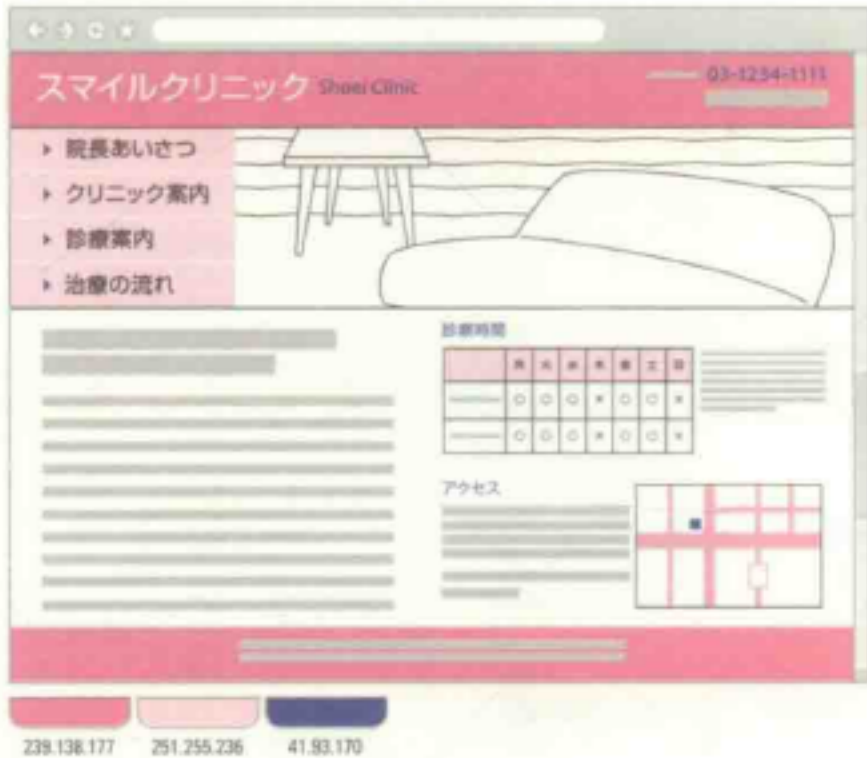 スマイルクリニック Shoei Clinic
03-1234-1111
院長あいさつ
クリニック案内
診療案内
治療の流れ
診療時間
月 火 水 木 金 土 日
○ ○ ○ × ○ ○ ×
○ ○ ○ × ○ ○ ×
アクセス
239.138.177 251.255.236 41.93.170